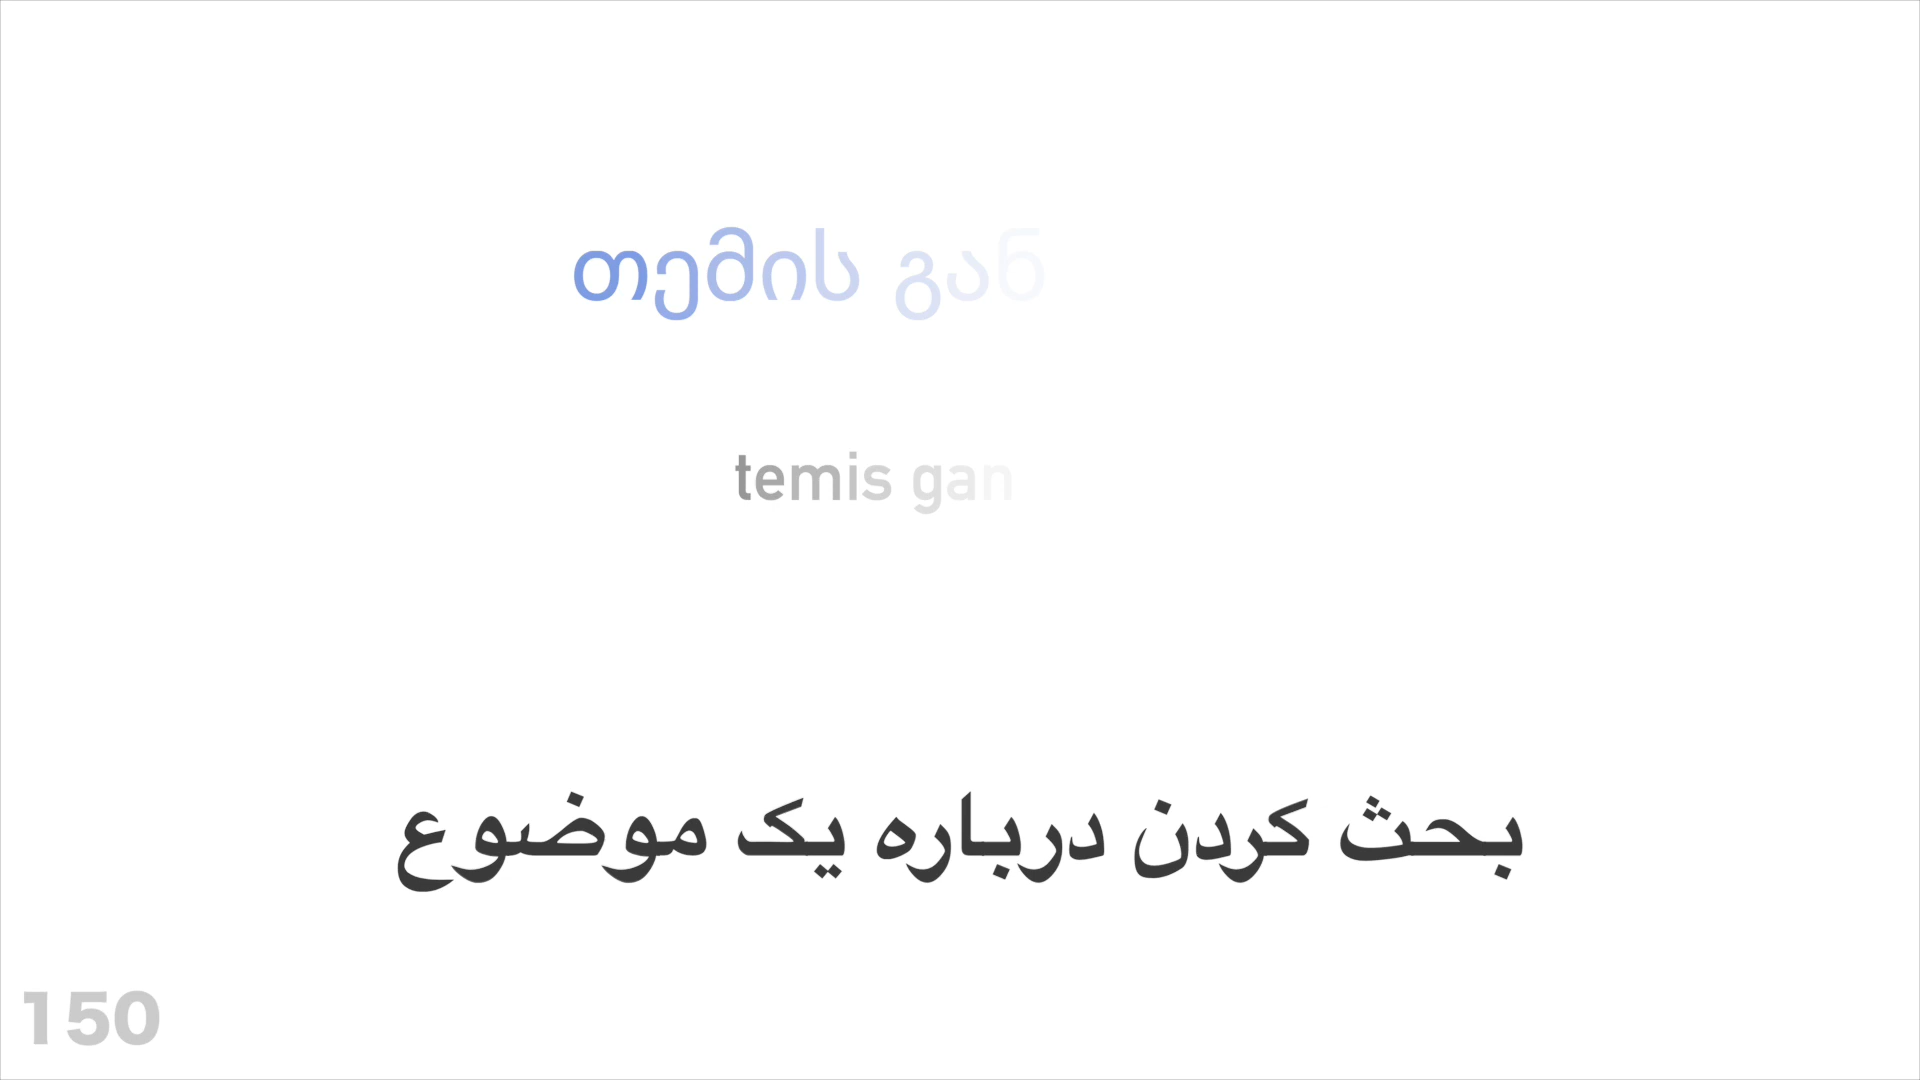 თემის გან
temis gan
بحث کردن درباره یک موضوع
150